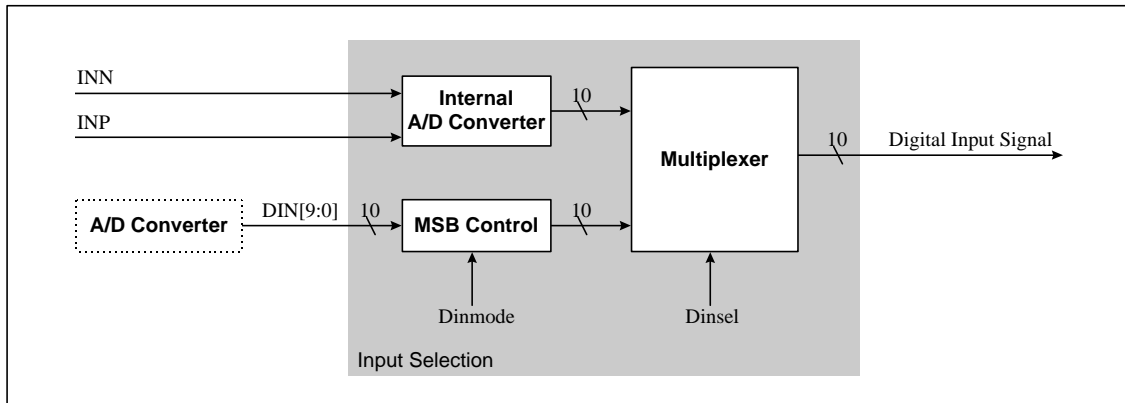 INN
INP
Internal
A/D Converter
10
Multiplexer
10
Digital Input Signal
A/D Converter
DIN[9:0]
10
MSB Control
10
Dinmode
Dinsel
Input Selection